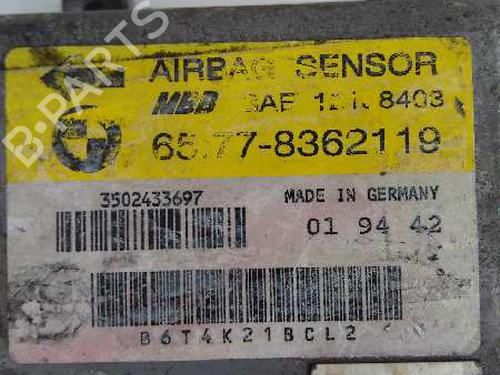 B-PARTS
AIRBAG SENSOR
MBB
65.77-8362119
3502433697
MADE IN GERMANY
01 94 42
B6T4K21BCL2